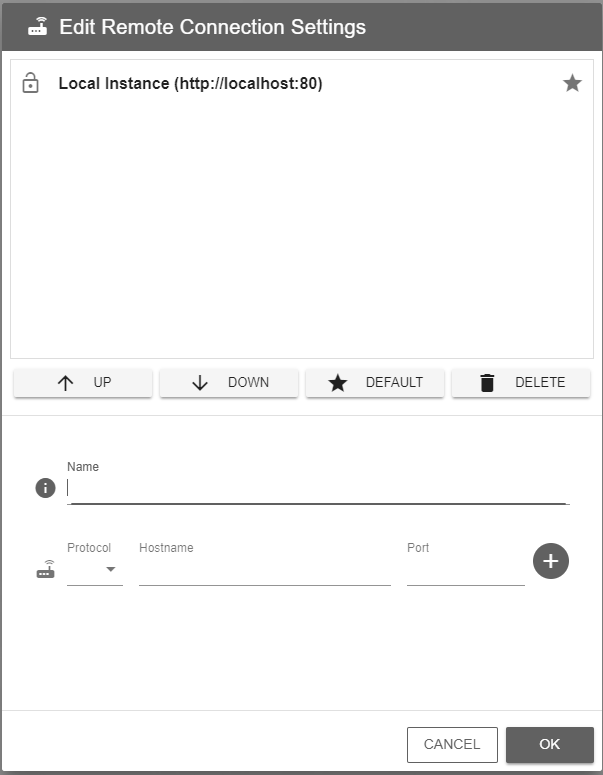 Edit Remote Connection Settings
Local Instance (http://localhost:80)
UP DOWN DEFAULT DELETE
Name
Protocol Hostname Port
CANCEL OK